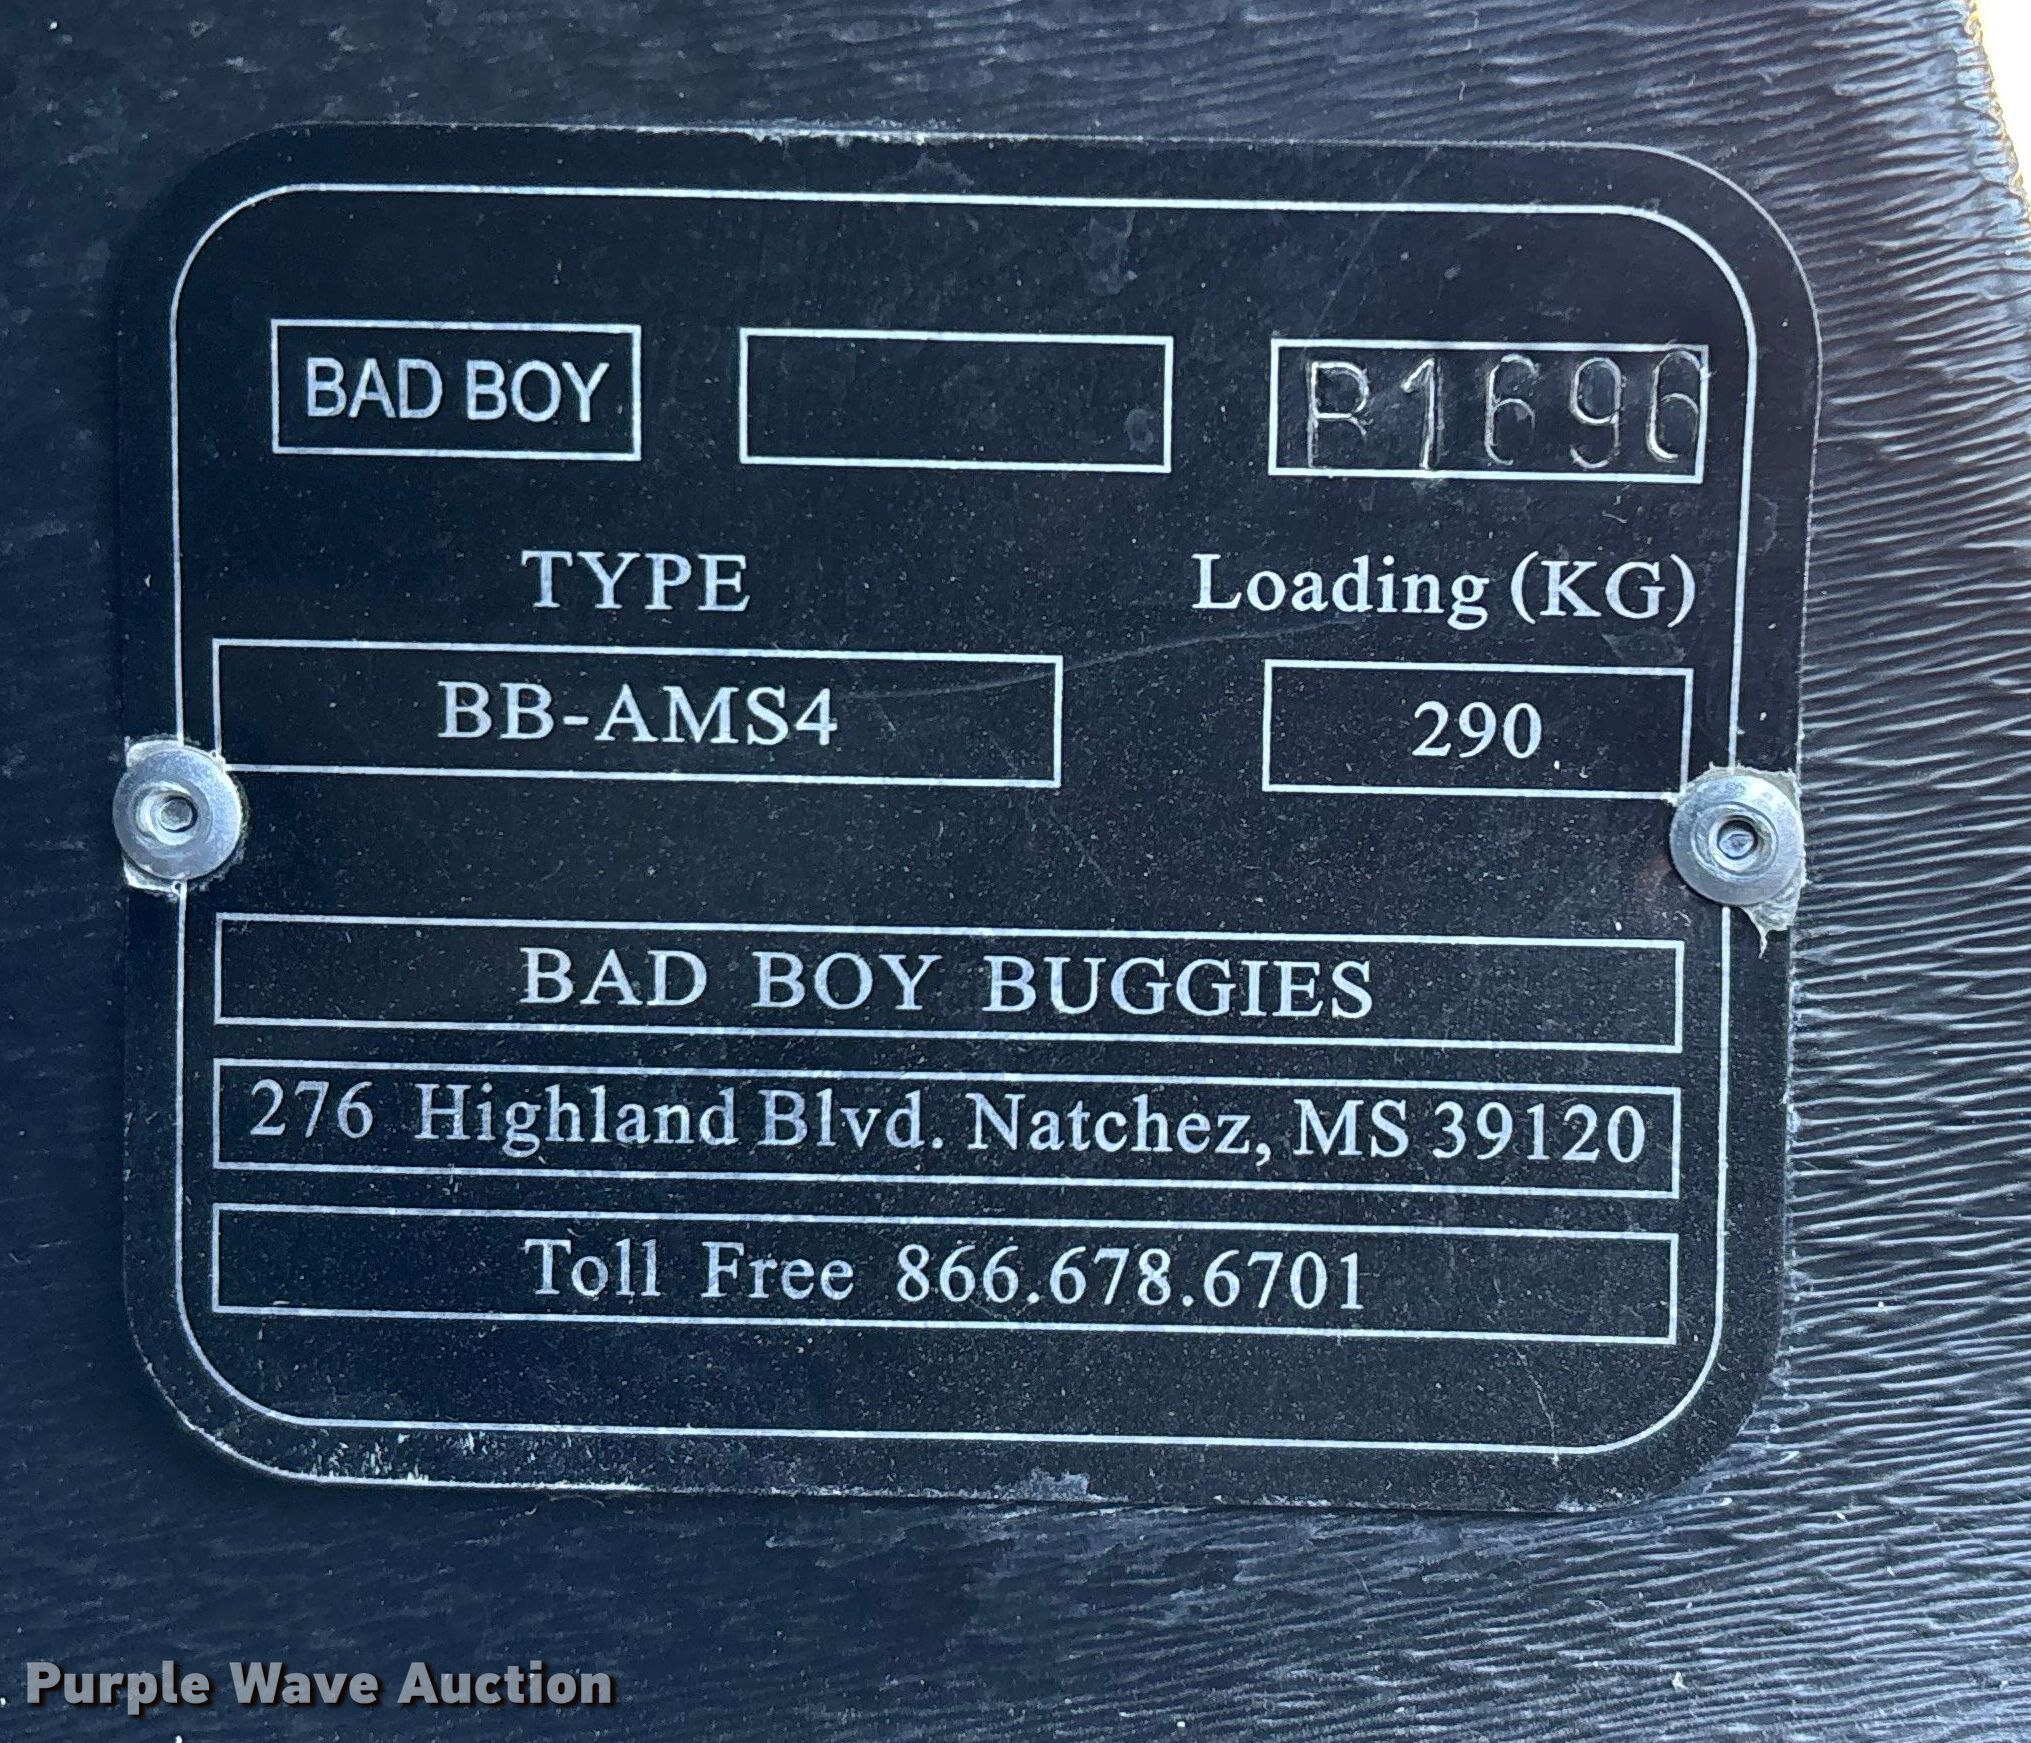 BAD BOY R1696
TYPE Loading (KG)
BB-AMS4 290
BAD BOY BUGGIES
276 Highland Blvd. Natchez, MS 39120
Toll Free 866.678.6701
Purple Wave Auction